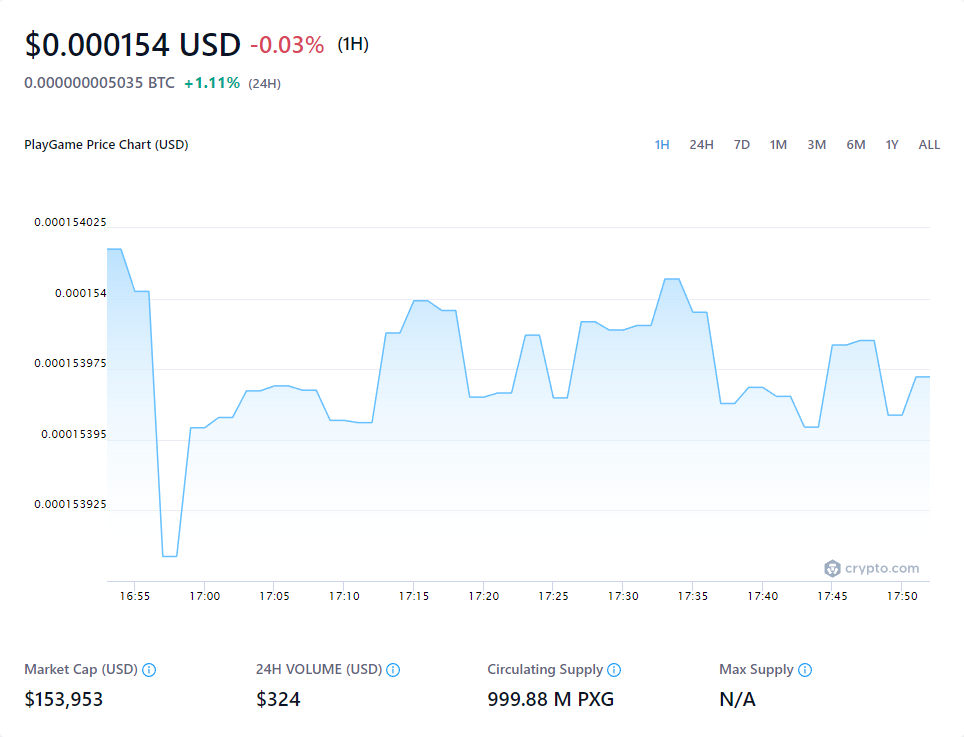 $0.000154 USD -0.03% (1H)
0.000000005035 BTC +1.11% (24H)
PlayGame Price Chart (USD) 1H 24H 7D 1M 3M 6M 1Y ALL
0.000154025
0.000154
0.000153975
0.00015395
0.000153925
crypto.com
16:55 17:00 17:05 17:10 17:15 17:20 17:25 17:30 17:35 17:40 17:45 17:50
Market Cap (USD) 24H VOLUME (USD) Circulating Supply Max Supply
$153,953 $324 999.88 M PXG N/A